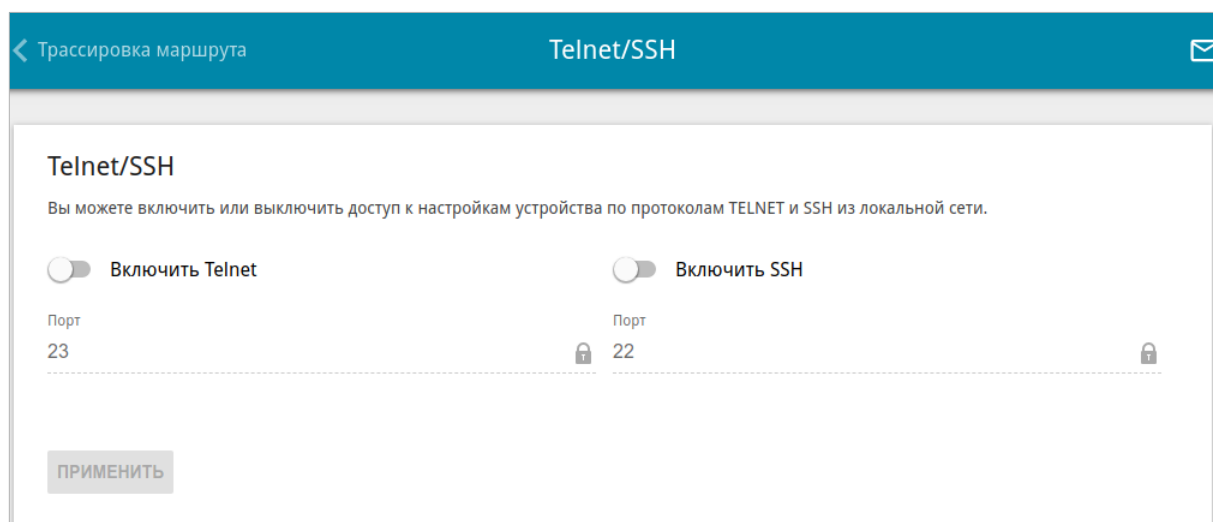 Трассировка маршрута
Telnet/SSH
Telnet/SSH
Вы можете включить или выключить доступ к настройкам устройства по протоколам TELNET и SSH из локальной сети.
Включить Telnet
Включить SSH
Порт
Порт
23
22
ПРИМЕНИТЬ